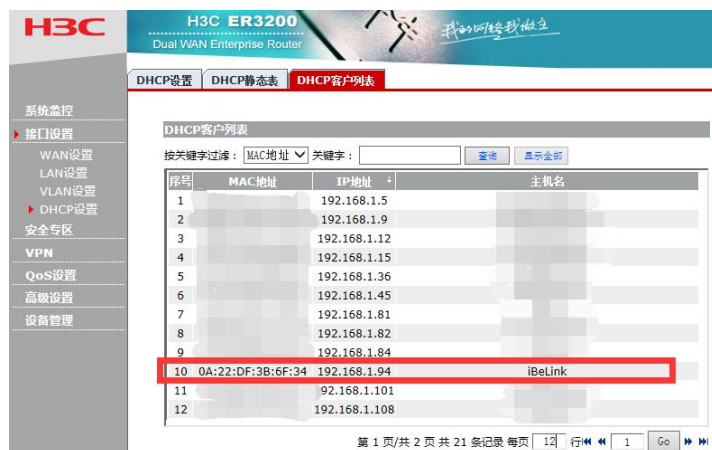 H3C
H3C ER3200
Dual WAN Enterprise Router
我的网络我做主
DHCP设置 DHCP静态表 DHCP客户列表
系统监控
接口设置
WAN设置
LAN设置
VLAN设置
DHCP设置
安全专区
VPN
QoS设置
高级设置
设备管理
DHCP客户列表
按关键字过滤： MAC地址 关键字： 查询 显示全部
序号 MAC地址 IP地址 主机名
1 192.168.1.5
2 192.168.1.9
3 192.168.1.12
4 192.168.1.15
5 192.168.1.36
6 192.168.1.45
7 192.168.1.81
8 192.168.1.82
9 192.168.1.84
10 0A:22:DF:3B:6F:34 192.168.1.94 iBeLink
11 92.168.1.101
12 192.168.1.108
第 1 页/共 2 页 共 21 条记录 每页 12 行 1 Go